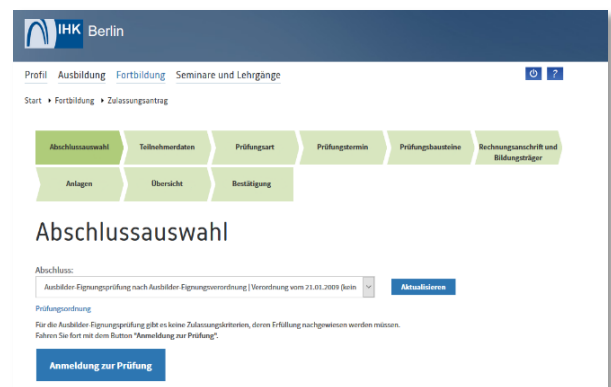 IHK Berlin
Profil Ausbildung Fortbildung Seminare und Lehrgänge ?
Start ▸ Fortbildung ▸ Zulassungsantrag
Abschlussauswahl Teilnehmerdaten Prüfungsart Prüfungstermin Prüfungsbausteine Rechnungsanschrift und
Bildungsträger
Anlagen Übersicht Bestätigung
Abschlussauswahl
Abschluss:
Ausbilder-Eignungsprüfung nach Ausbilder-Eignungsverordnung | Verordnung vom 21.01.2009 (kein Aktualisieren
Prüfungsordnung
Für die Ausbilder-Eignungsprüfung gibt es keine Zulassungskriterien, deren Erfüllung nachgewiesen werden müssen.
Fahren Sie fort mit dem Button "Anmeldung zur Prüfung".
Anmeldung zur Prüfung